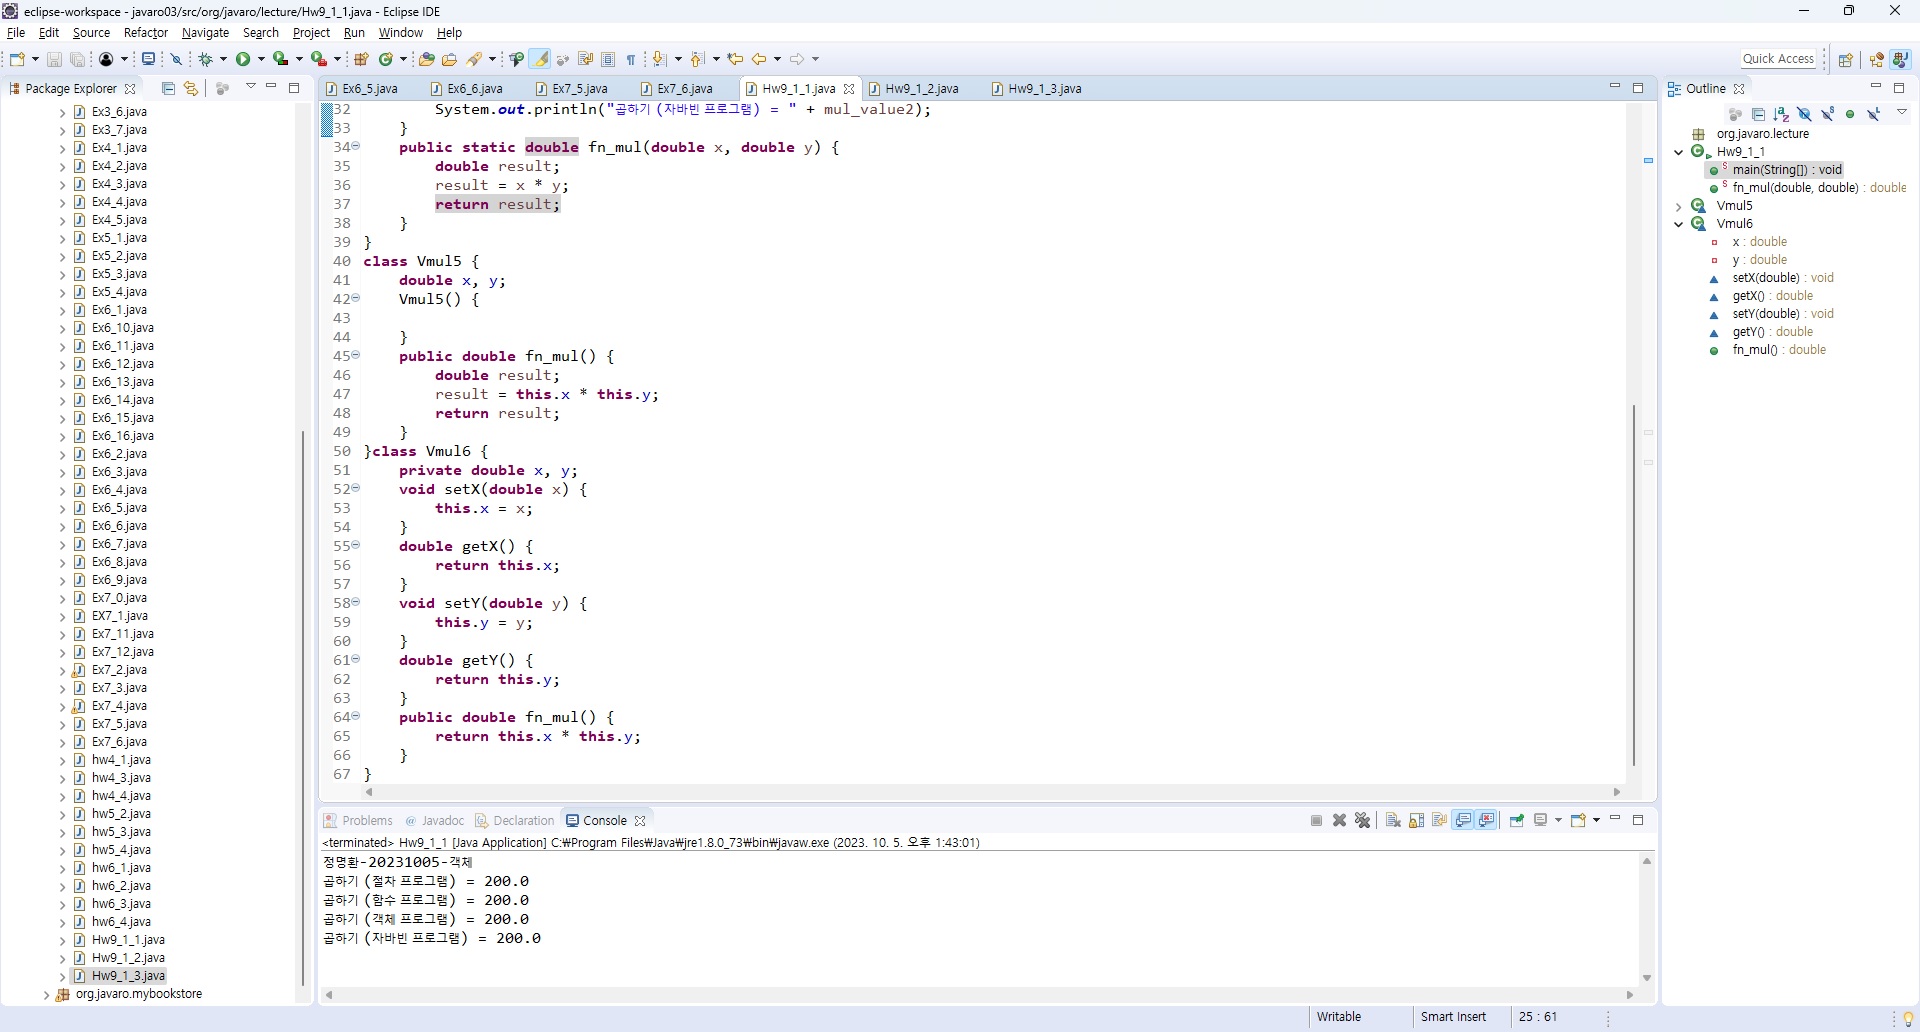 eclipse-workspace - javaro03/src/org/javaro/lecture/Hw9_1_1.java - Eclipse IDE
File Edit Source Refactor Navigate Search Project Run Window Help
Quick Access
Package Explorer
Ex3_6.java
Ex3_7.java
Ex4_1.java
Ex4_2.java
Ex4_3.java
Ex4_4.java
Ex4_5.java
Ex5_1.java
Ex5_2.java
Ex5_3.java
Ex5_4.java
Ex6_1.java
Ex6_10.java
Ex6_11.java
Ex6_12.java
Ex6_13.java
Ex6_14.java
Ex6_15.java
Ex6_16.java
Ex6_2.java
Ex6_3.java
Ex6_4.java
Ex6_5.java
Ex6_6.java
Ex6_7.java
Ex6_8.java
Ex6_9.java
Ex7_0.java
EX7_1.java
Ex7_11.java
Ex7_12.java
Ex7_2.java
Ex7_3.java
Ex7_4.java
Ex7_5.java
Ex7_6.java
hw4_1.java
hw4_3.java
hw4_4.java
hw5_2.java
hw5_3.java
hw5_4.java
hw6_1.java
hw6_2.java
hw6_3.java
hw6_4.java
Hw9_1_1.java
Hw9_1_2.java
Hw9_1_3.java
org.javaro.mybookstore
Ex6_5.java Ex6_6.java Ex7_5.java Ex7_6.java Hw9_1_1.java Hw9_1_2.java Hw9_1_3.java
32 System.out.println("곱하기 (자바빈 프로그램) = " + mul_value2);
33 }
34 public static double fn_mul(double x, double y) {
35 double result;
36 result = x * y;
37 return result;
38 }
39 }
40 class Vmul5 {
41 double x, y;
42 Vmul5() {
43
44 }
45 public double fn_mul() {
46 double result;
47 result = this.x * this.y;
48 return result;
49 }
50 }class Vmul6 {
51 private double x, y;
52 void setX(double x) {
53 this.x = x;
54 }
55 double getX() {
56 return this.x;
57 }
58 void setY(double y) {
59 this.y = y;
60 }
61 double getY() {
62 return this.y;
63 }
64 public double fn_mul() {
65 return this.x * this.y;
66 }
67 }
Problems @ Javadoc Declaration Console
<terminated> Hw9_1_1 [Java Application] C:₩Program Files₩Java₩jre1.8.0_73₩bin₩javaw.exe (2023. 10. 5. 오후 1:43:01)
정명환-20231005-객체
곱하기 (절차 프로그램) = 200.0
곱하기 (함수 프로그램) = 200.0
곱하기 (객체 프로그램) = 200.0
곱하기 (자바빈 프로그램) = 200.0
Outline
org.javaro.lecture
Hw9_1_1
main(String[]) : void
fn_mul(double, double) : double
Vmul5
Vmul6
x : double
y : double
setX(double) : void
getX() : double
setY(double) : void
getY() : double
fn_mul() : double
Writable Smart Insert 25 : 61